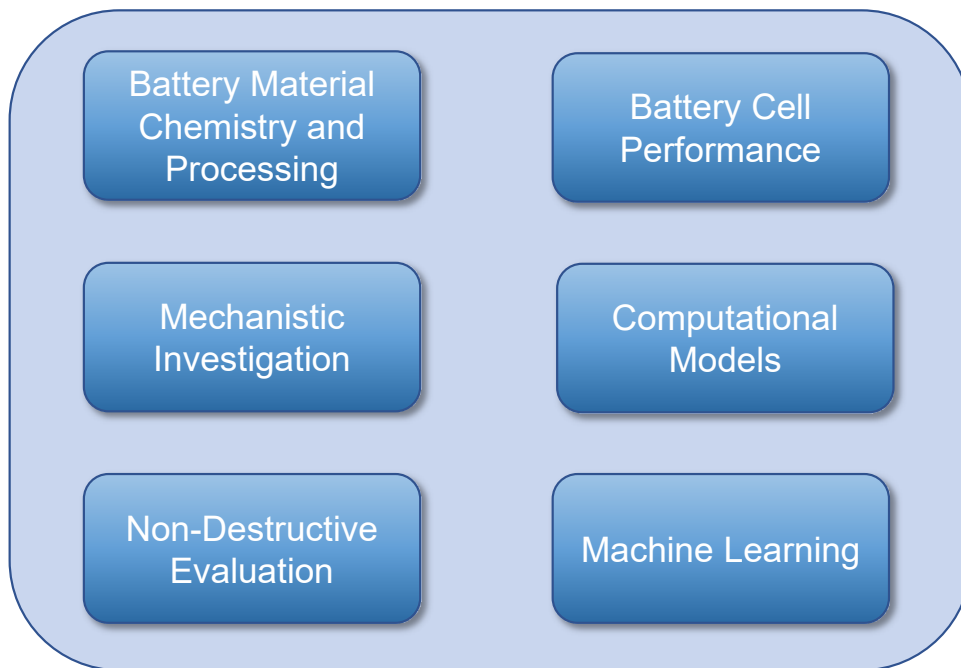 Battery Material
Chemistry and
Processing
Battery Cell
Performance
Mechanistic
Investigation
Computational
Models
Non-Destructive
Evaluation
Machine Learning